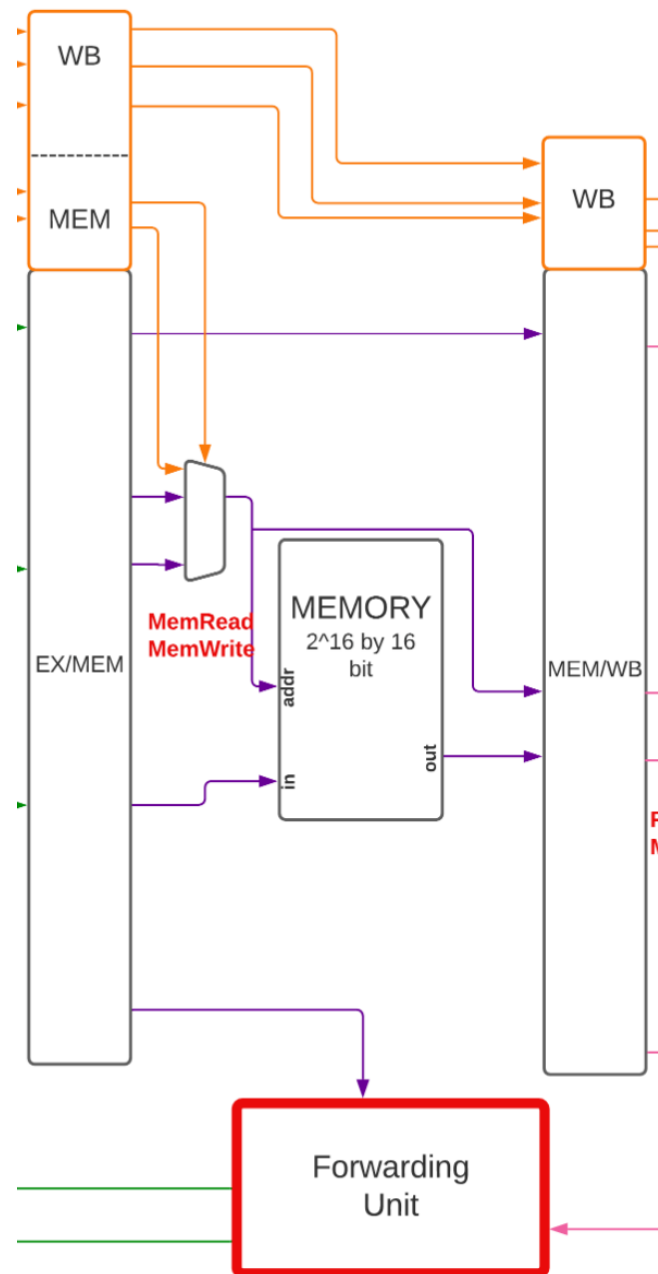 WB
MEM
WB
MemRead
MemWrite
MEMORY
2^16 by 16
bit
EX/MEM
MEM/WB
addr
in
out
Forwarding
Unit